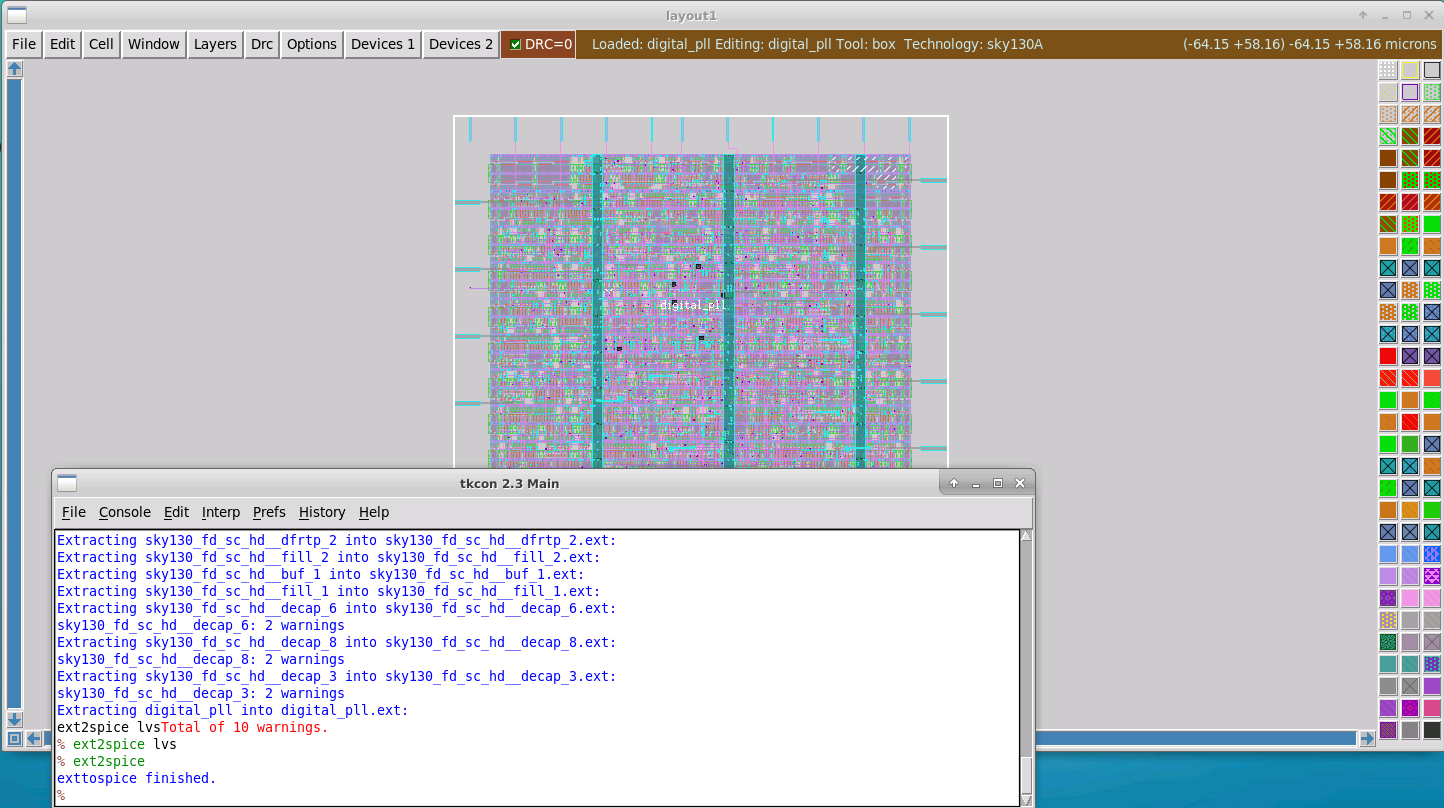 layout1
File Edit Cell Window Layers Drc Options Devices 1 Devices 2 DRC=0 Loaded: digital_pll Editing: digital_pll Tool: box Technology: sky130A (-64.15 +58.16) -64.15 +58.16 microns
digital_pll
tkcon 2.3 Main
File Console Edit Interp Prefs History Help
Extracting sky130_fd_sc_hd__dfrtp_2 into sky130_fd_sc_hd__dfrtp_2.ext:
Extracting sky130_fd_sc_hd__fill_2 into sky130_fd_sc_hd__fill_2.ext:
Extracting sky130_fd_sc_hd__buf_1 into sky130_fd_sc_hd__buf_1.ext:
Extracting sky130_fd_sc_hd__fill_1 into sky130_fd_sc_hd__fill_1.ext:
Extracting sky130_fd_sc_hd__decap_6 into sky130_fd_sc_hd__decap_6.ext:
sky130_fd_sc_hd__decap_6: 2 warnings
Extracting sky130_fd_sc_hd__decap_8 into sky130_fd_sc_hd__decap_8.ext:
sky130_fd_sc_hd__decap_8: 2 warnings
Extracting sky130_fd_sc_hd__decap_3 into sky130_fd_sc_hd__decap_3.ext:
sky130_fd_sc_hd__decap_3: 2 warnings
Extracting digital_pll into digital_pll.ext:
ext2spice lvsTotal of 10 warnings.
% ext2spice lvs
% ext2spice
exttospice finished.
%